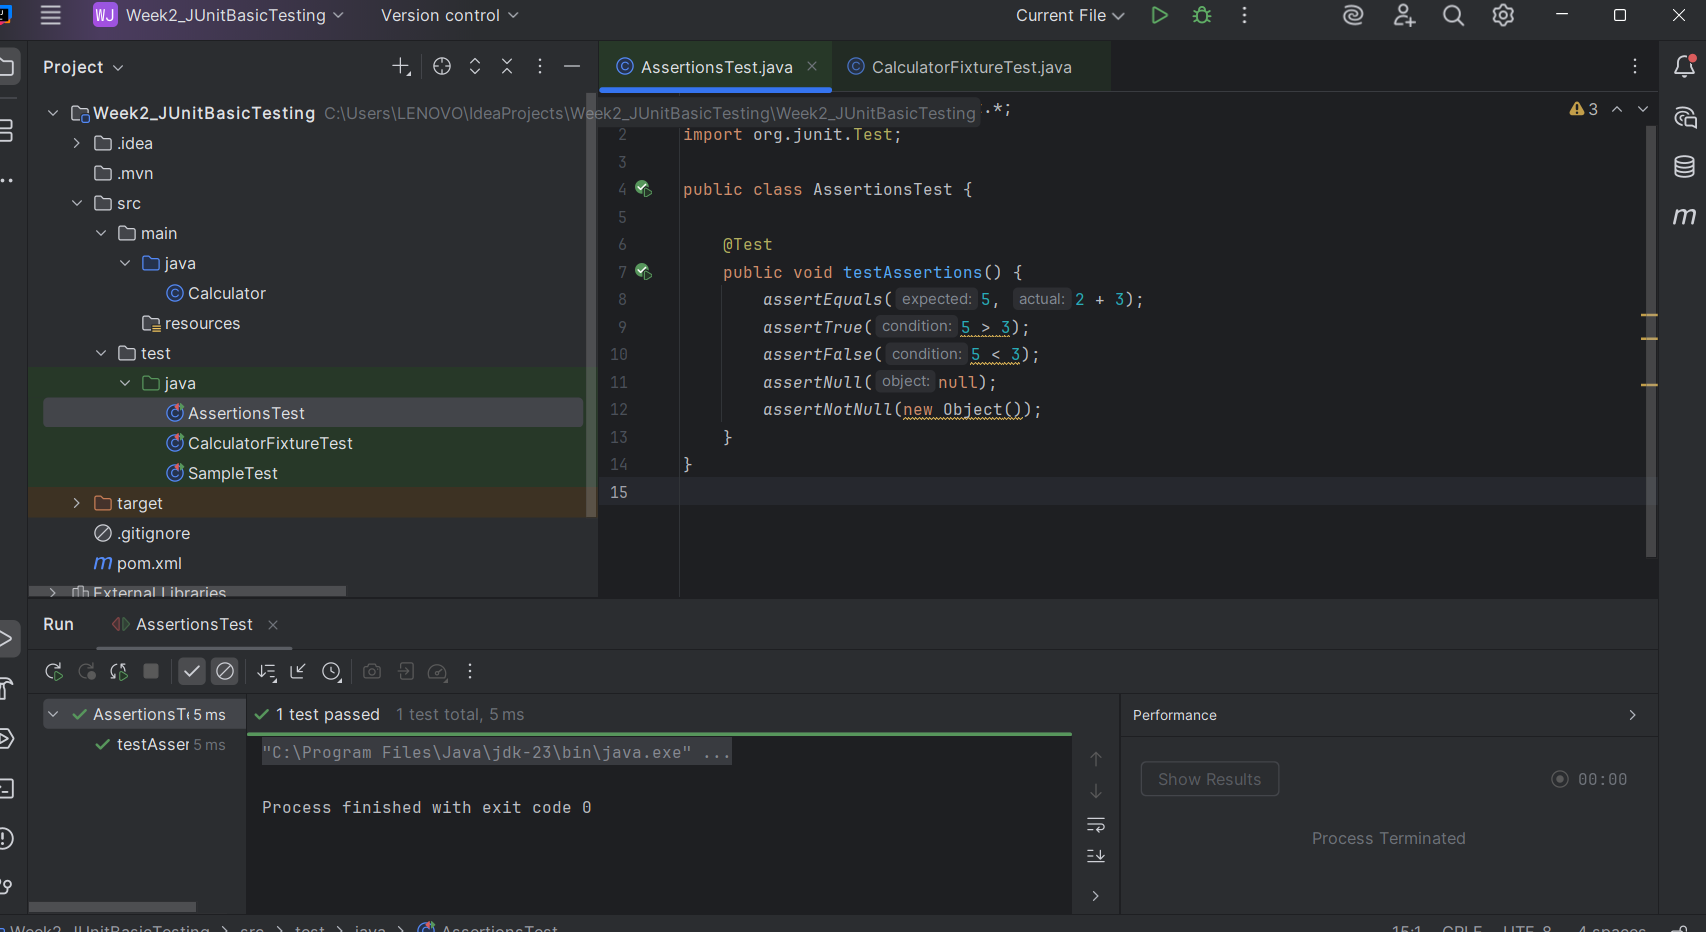 WJ Week2_JUnitBasicTesting Version control Current File
Project
AssertionsTest.java CalculatorFixtureTest.java
Week2_JUnitBasicTesting C:\Users\LENOVO\IdeaProjects\Week2_JUnitBasicTesting\Week2_JUnitBasicTesting
.idea
.mvn
src
main
java
Calculator
resources
test
java
AssertionsTest
CalculatorFixtureTest
SampleTest
target
.gitignore
pom.xml
External Libraries
.*;
3
2 import org.junit.Test;
3
4 public class AssertionsTest {
5
6 @Test
7 public void testAssertions() {
8 assertEquals( expected: 5, actual: 2 + 3);
9 assertTrue( condition: 5 > 3);
10 assertFalse( condition: 5 < 3);
11 assertNull( object: null);
12 assertNotNull(new Object());
13 }
14 }
15
m
Run AssertionsTest
AssertionsTe 5 ms
testAsser 5 ms
1 test passed 1 test total, 5 ms
"C:\Program Files\Java\jdk-23\bin\java.exe" ...
Process finished with exit code 0
Performance
Show Results 00:00
Process Terminated
Week2_JUnitBasicTesting > src > test > java > AssertionsTest 15:1 CRLF UTF-8 4 spaces